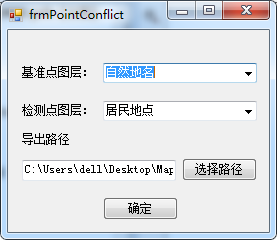 frmPointConflict
基准点图层： 自然地名
检测点图层： 居民地点
导出路径
C:\Users\dell\Desktop\Map 选择路径
确定